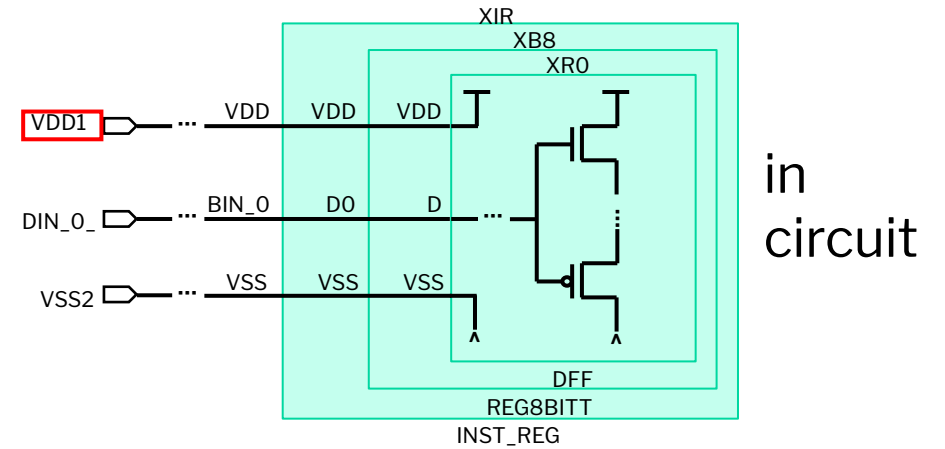 XIR
XB8
XR0
VDD1 ... VDD VDD VDD
DIN_0_ ... BIN_0 D0 D ...
VSS2 ... VSS VSS VSS
in
circuit
DFF
REG8BITT
INST_REG